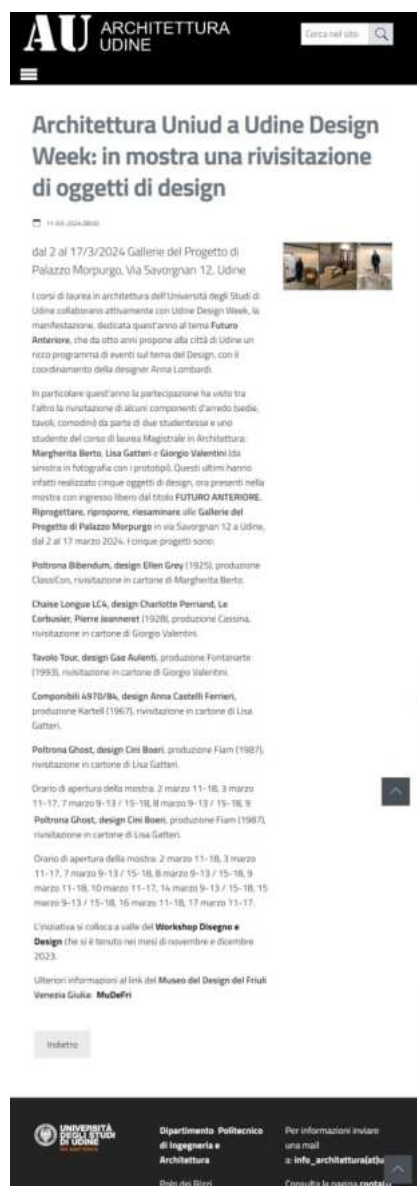 AU ARCHITETTURA
UDINE
Cerca nel sito
Architettura Uniud a Udine Design
Week: in mostra una rivisitazione
di oggetti di design
dal 2 al 17/3/2024 Gallerie del Progetto di
Palazzo Morpurgo, Via Savorgnan 12, Udine
I corsi di laurea in architettura dell'Università degli Studi di
Udine collaborano attivamente con Udine Design Week, la
manifestazione, dedicata quest'anno al tema Futuro
Anteriore, che da otto anni propone alla città di Udine un
ricco programma di eventi sul tema del Design, con il
coordinamento della designer Anna Lombardi.
In particolare quest'anno la partecipazione ha visto tra
l'altro la rivisitazione di alcuni componenti d'arredo (sedie,
tavoli, comodini) da parte di due studentesse e uno
studente del corso di laurea Magistrale in Architettura:
Margherita Berto, Lisa Gatteri e Giorgio Valentini (da
sinistra in fotografia con i prototipi). Questi ultimi hanno
infatti realizzato cinque oggetti di design, ora presenti nella
mostra con ingresso libero dal titolo FUTURO ANTERIORE.
Riprogettare, riproporre, riesaminare alle Gallerie del
Progetto di Palazzo Morpurgo in via Savorgnan 12 a Udine,
dal 2 al 17 marzo 2024. I cinque progetti sono:
Poltrona Bibendum, design Ellen Grey (1925), produzione
ClassiCon, rivisitazione in cartone di Margherita Berto.
Chaise Longue LC4, design Charlotte Perriand, Le
Corbusier, Pierre Jeanneret (1928), produzione Cassina,
rivisitazione in cartone di Giorgio Valentini.
Tavolo Tour, design Gae Aulenti, produzione Fontanarte
(1993), rivisitazione in cartone di Giorgio Valentini.
Componibili 4970/84, design Anna Castelli Ferrieri,
produzione Kartell (1967), rivisitazione in cartone di Lisa
Gatteri.
Poltrona Ghost, design Cini Boeri, produzione Fiam (1987),
rivisitazione in cartone di Lisa Gatteri.
Orario di apertura della mostra: 2 marzo 11-18, 3 marzo
11-17, 7 marzo 9-13 / 15-18, 8 marzo 9-13 / 15-18, 9
Poltrona Ghost, design Cini Boeri, produzione Fiam (1987),
rivisitazione in cartone di Lisa Gatteri.
Orario di apertura della mostra: 2 marzo 11-18, 3 marzo
11-17, 7 marzo 9-13 / 15-18, 8 marzo 9-13 / 15-18, 9
marzo 11-18, 10 marzo 11-17, 14 marzo 9-13 / 15-18, 15
marzo 9-13 / 15-18, 16 marzo 11-18, 17 marzo 11-17.
L'iniziativa si colloca a valle del Workshop Disegno e
Design che si è tenuto nei mesi di novembre e dicembre
2023.
Ulteriori informazioni al link del Museo del Design del Friuli
Venezia Giulia: MuDeFri
Indietro
UNIVERSITÀ
DEGLI STUDI
DI UDINE
Dipartimento Politecnico
di Ingegneria e
Architettura
Polo dei Rizzi
Per informazioni inviare
una mail
a: info_architettura(at)u
Consulta la pagina contatti